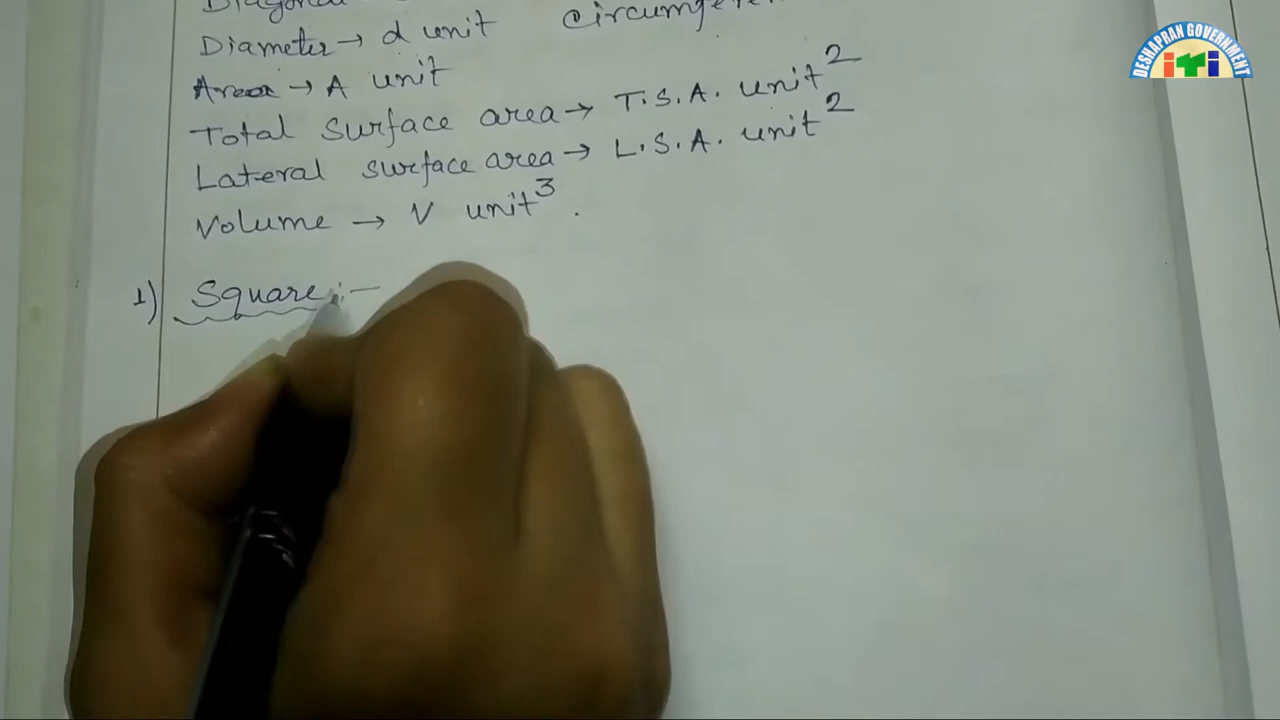 Diagonal
Diameter → d unit
Area → A unit
Total surface area → T.S.A. unit²
Lateral surface area → L.S.A. unit²
Volume → V unit³.
1) Square :-
DESHAPRAN GOVERNMENT
iTi